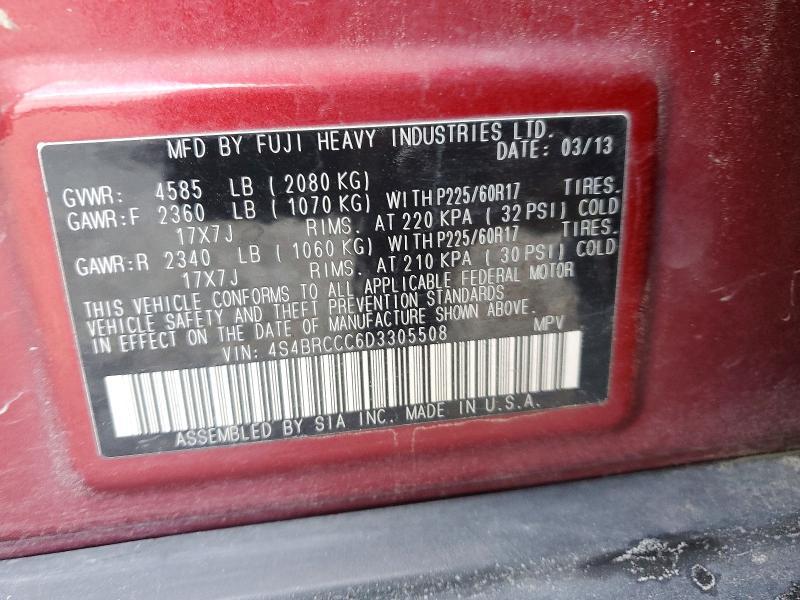 MFD BY FUJI HEAVY INDUSTRIES LTD.
DATE: 03/13
GVWR: 4585 LB ( 2080 KG)
GAWR:F 2360 LB ( 1070 KG) WITH P225/60R17 TIRES.
17X7J RIMS. AT 220 KPA ( 32 PSI) COLD
GAWR:R 2340 LB ( 1060 KG) WITH P225/60R17 TIRES.
17X7J RIMS. AT 210 KPA ( 30 PSI) COLD
THIS VEHICLE CONFORMS TO ALL APPLICABLE FEDERAL MOTOR
VEHICLE SAFETY AND THEFT PREVENTION STANDARDS
IN EFFECT ON THE DATE OF MANUFACTURE SHOWN ABOVE.
VIN: 4S4BRCCC6D3305508 MPV
ASSEMBLED BY SIA INC. MADE IN U.S.A.